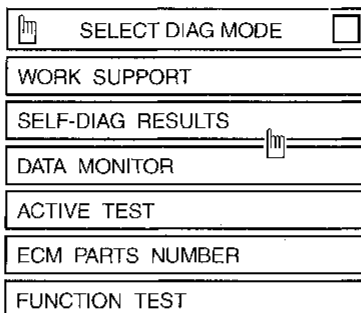 SELECT DIAG MODE
WORK SUPPORT
SELF-DIAG RESULTS
DATA MONITOR
ACTIVE TEST
ECM PARTS NUMBER
FUNCTION TEST